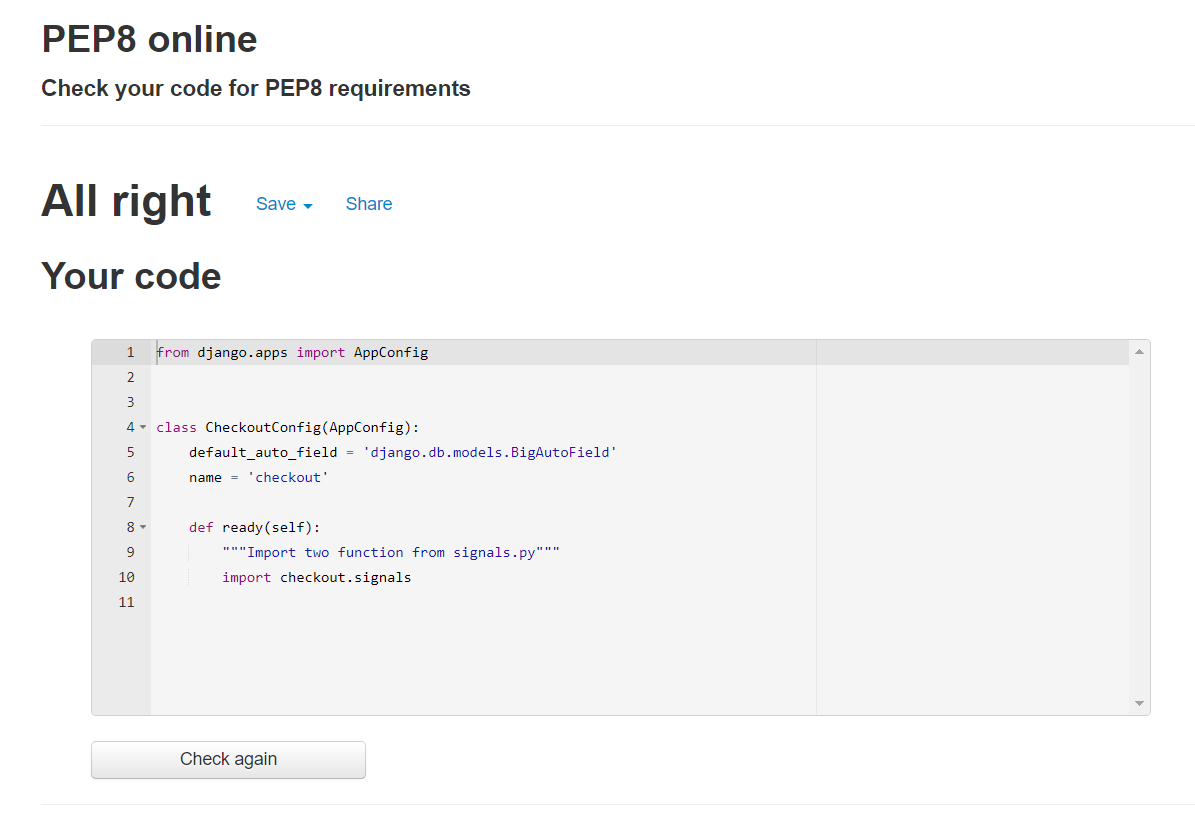 PEP8 online
Check your code for PEP8 requirements
All right Save Share
Your code
1 from django.apps import AppConfig
2
3
4 class CheckoutConfig(AppConfig):
5     default_auto_field = 'django.db.models.BigAutoField'
6     name = 'checkout'
7
8     def ready(self):
9         """Import two function from signals.py"""
10         import checkout.signals
11
Check again